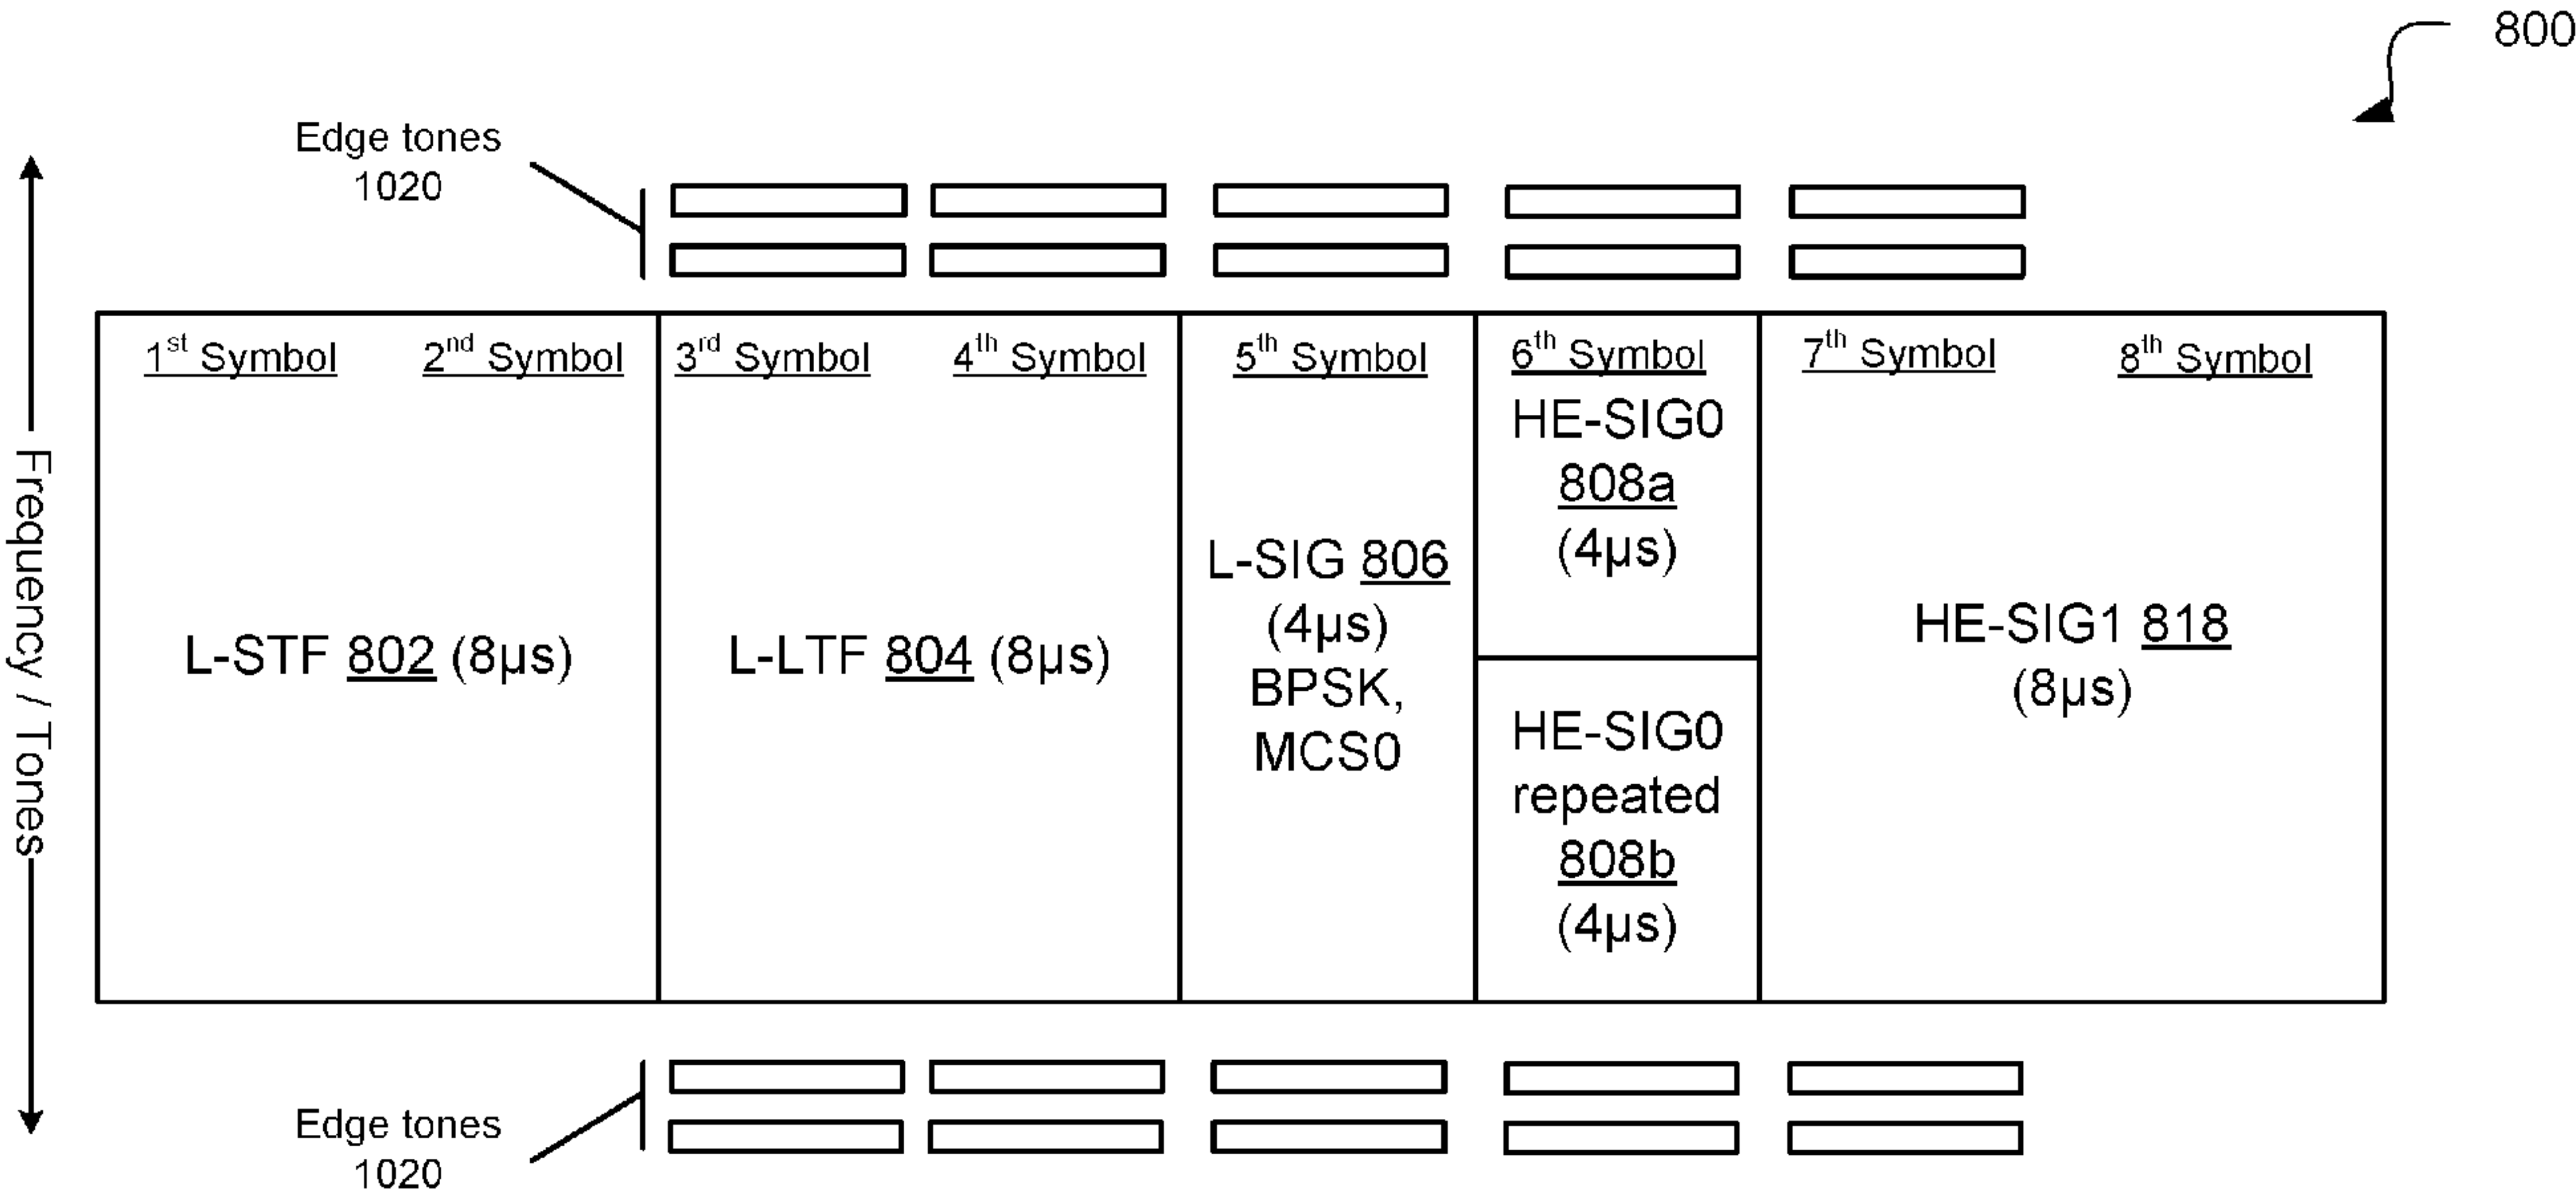 800
Edge tones
1020
Frequency / Tones
1st Symbol
2nd Symbol
3rd Symbol
4th Symbol
5th Symbol
6th Symbol
7th Symbol
8th Symbol
L-STF 802 (8µs)
L-LTF 804 (8µs)
L-SIG 806
(4µs)
BPSK,
MCS0
HE-SIG0
808a
(4µs)
HE-SIG0
repeated
808b
(4µs)
HE-SIG1 818
(8µs)
Edge tones
1020